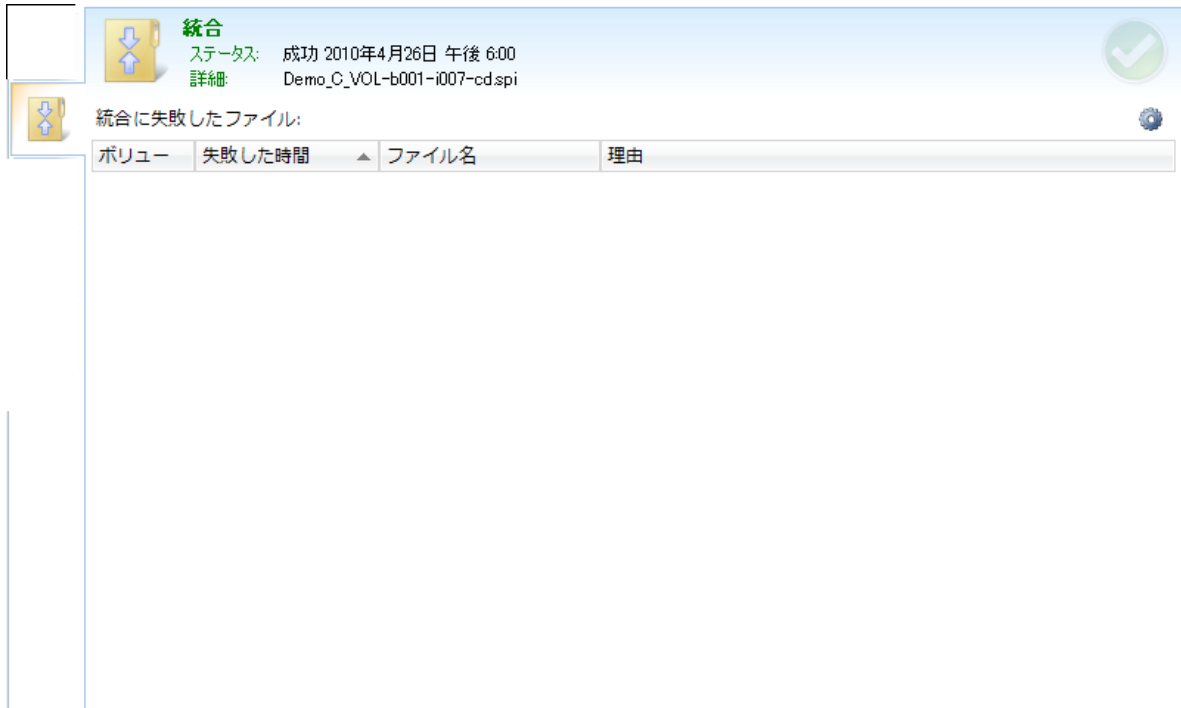 統合
ステータス: 成功 2010年4月26日 午後 6:00
詳細: Demo_C_VOL-b001-i007-cd.spi
統合に失敗したファイル:
ボリュー 失敗した時間 ファイル名 理由